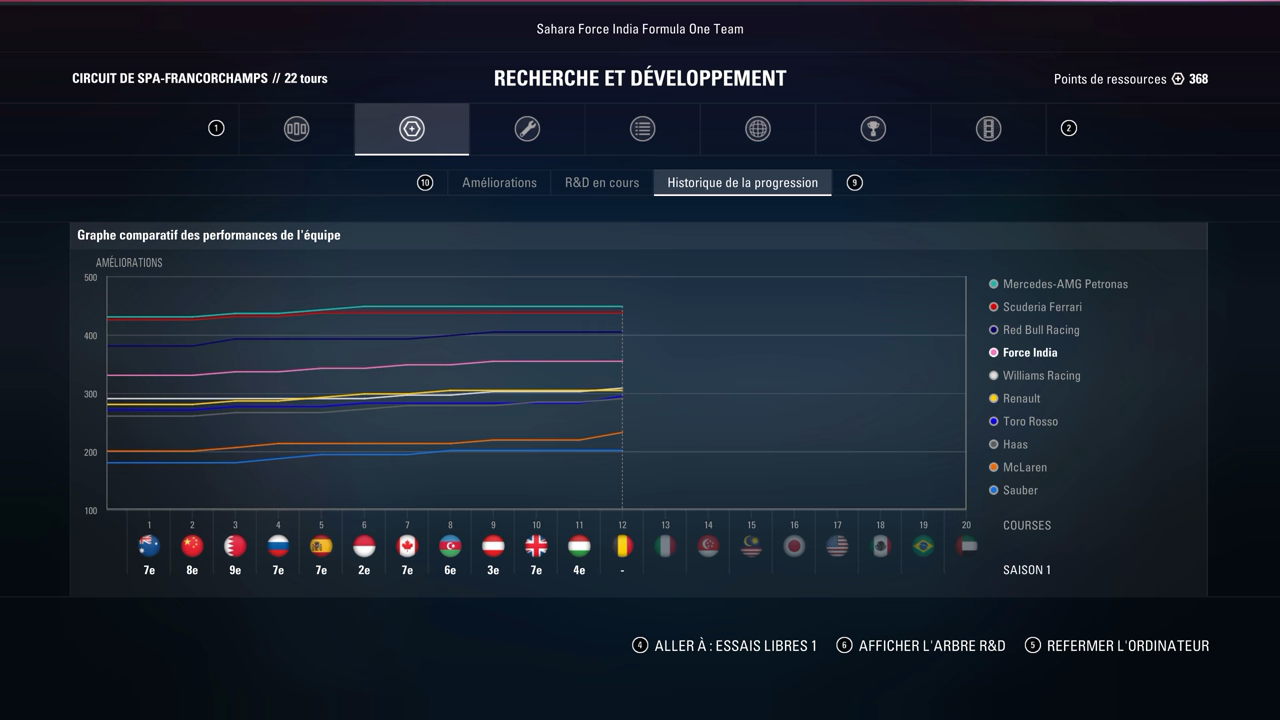 Sahara Force India Formula One Team
CIRCUIT DE SPA-FRANCORCHAMPS // 22 tours
RECHERCHE ET DÉVELOPPEMENT
Points de ressources 368
1
2
10
Améliorations
R&D en cours
Historique de la progression
9
Graphe comparatif des performances de l'équipe
AMÉLIORATIONS
500
400
300
200
100
Mercedes-AMG Petronas
Scuderia Ferrari
Red Bull Racing
Force India
Williams Racing
Renault
Toro Rosso
Haas
McLaren
Sauber
1 2 3 4 5 6 7 8 9 10 11 12 13 14 15 16 17 18 19 20 COURSES
7e 8e 9e 7e 7e 2e 7e 6e 3e 7e 4e - SAISON 1
4 ALLER À : ESSAIS LIBRES 1
6 AFFICHER L'ARBRE R&D
5 REFERMER L'ORDINATEUR